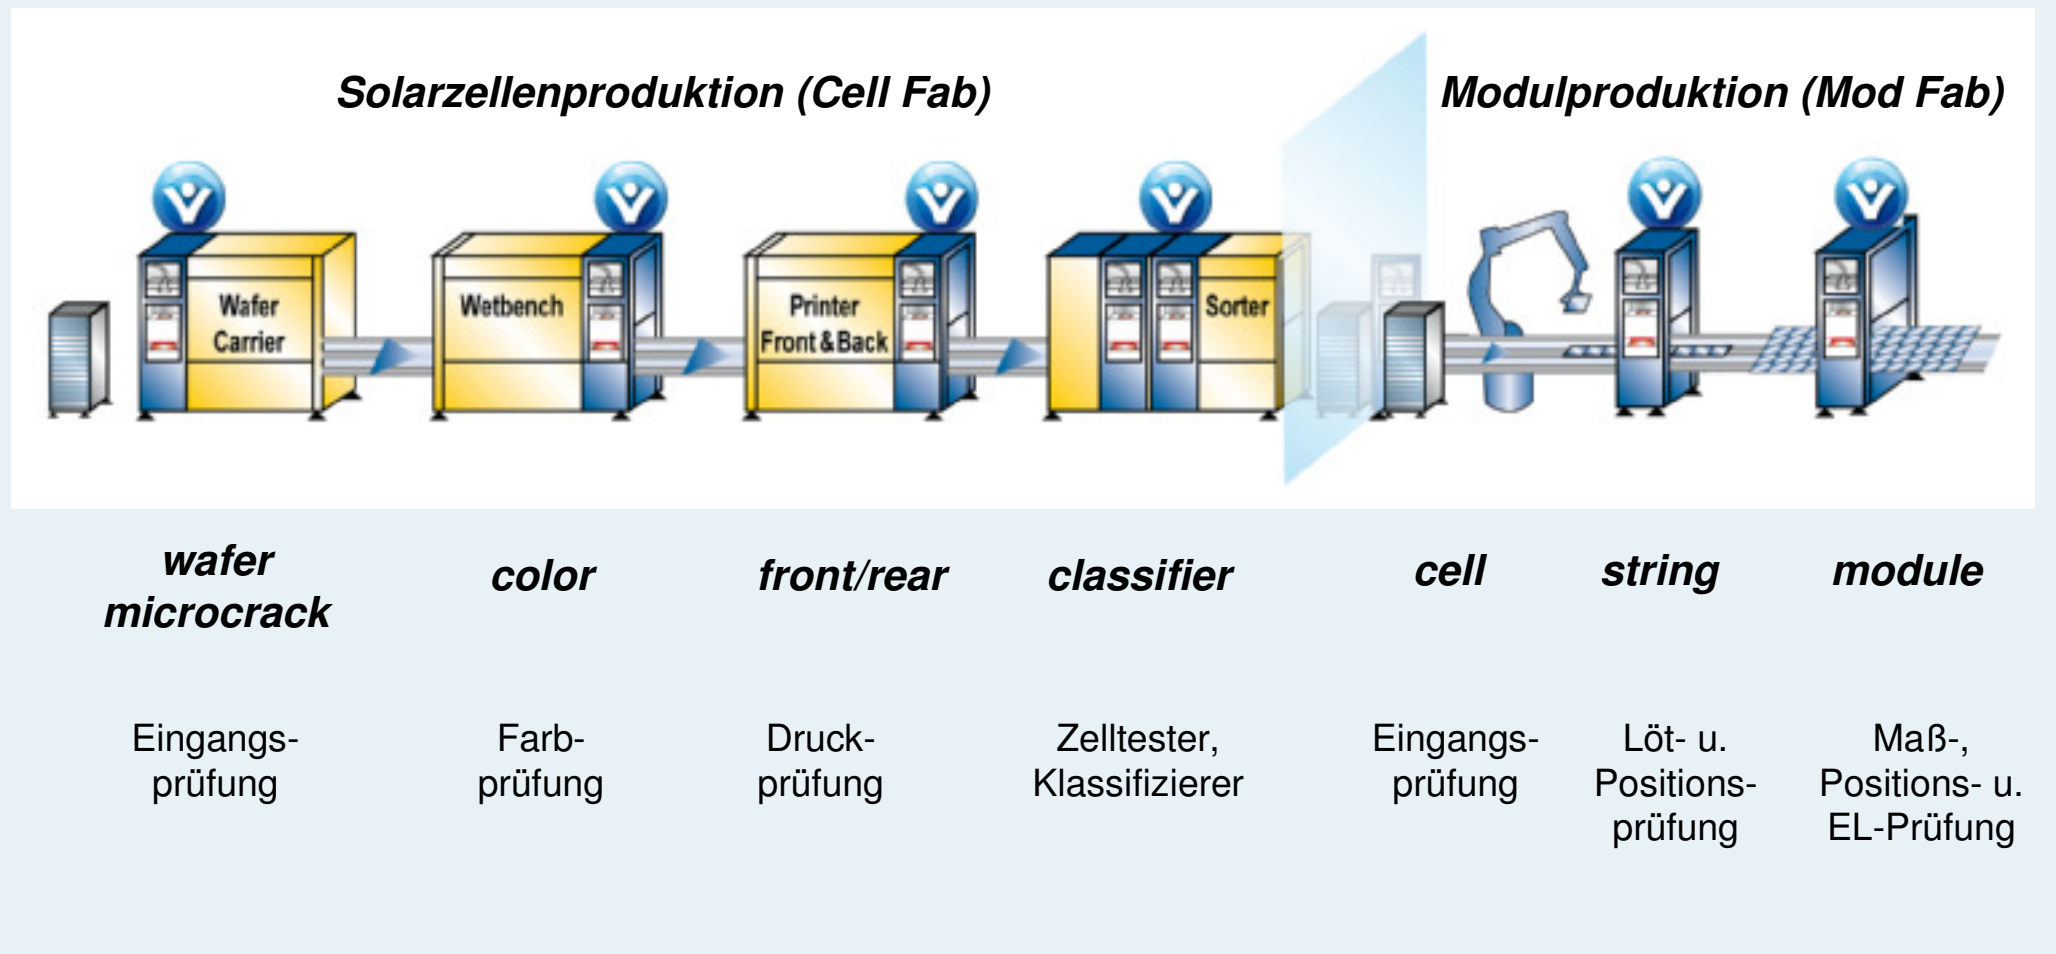 Solarzellenproduktion (Cell Fab)
Modulproduktion (Mod Fab)
Wafer
Carrier
Wetbench
Printer
Front & Back
Sorter
wafer
microcrack
color
front/rear
classifier
cell
string
module
Eingangs-
prüfung
Farb-
prüfung
Druck-
prüfung
Zelltester,
Klassifizierer
Eingangs-
prüfung
Löt- u.
Positions-
prüfung
Maß-,
Positions- u.
EL-Prüfung